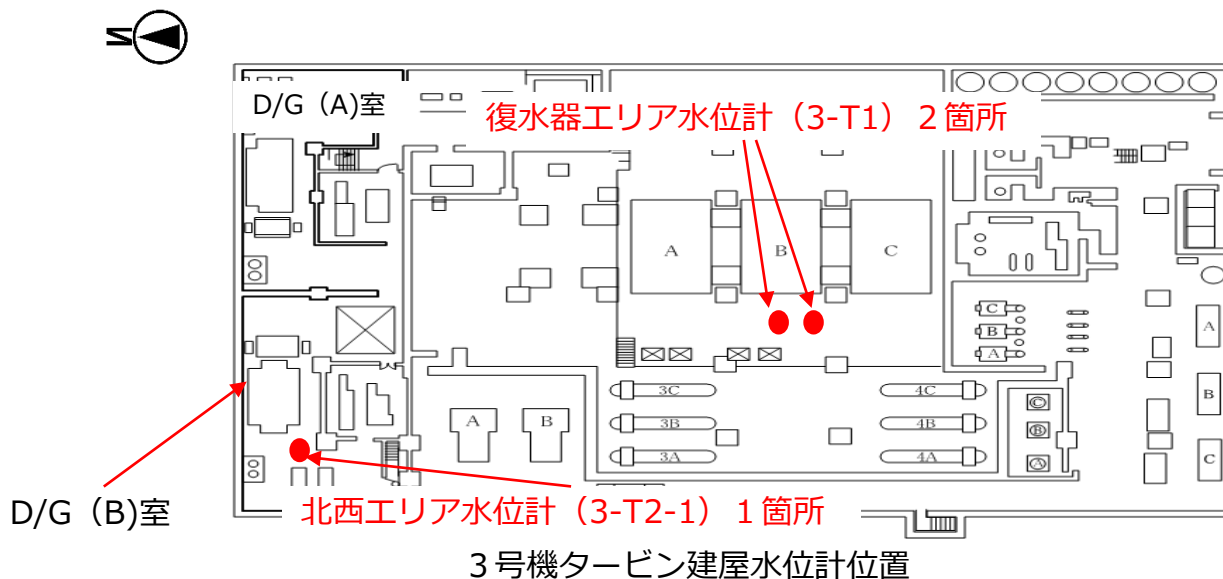 N
D/G（A)室
復水器エリア水位計（3-T1）２箇所
A
B
C
C
B
A
A
B
C
3C
4C
A
B
3B
4B
3A
4A
C
B
A
D/G（B)室
北西エリア水位計（3-T2-1）１箇所
３号機タービン建屋水位計位置